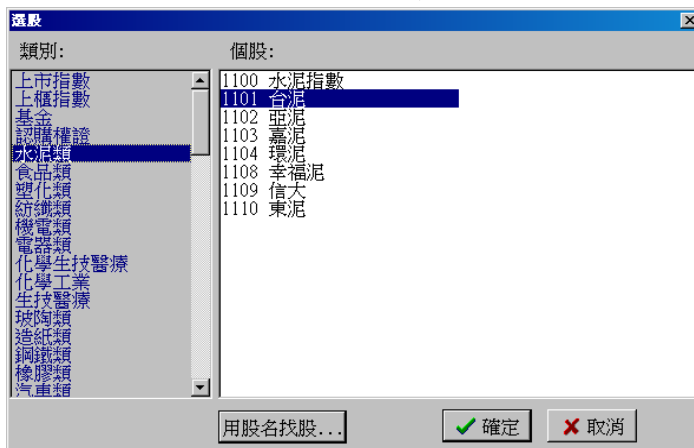 選股
類別:
個股:
上市指數
上櫃指數
基金
認購權證
水泥類
食品類
塑化類
紡纖類
機電類
電器類
化學生技醫療
化學工業
生技醫療
玻陶類
造紙類
鋼鐵類
橡膠類
汽車類
1100 水泥指數
1101 台泥
1102 亞泥
1103 嘉泥
1104 環泥
1108 幸福泥
1109 信大
1110 東泥
用股名找股...
確定
取消